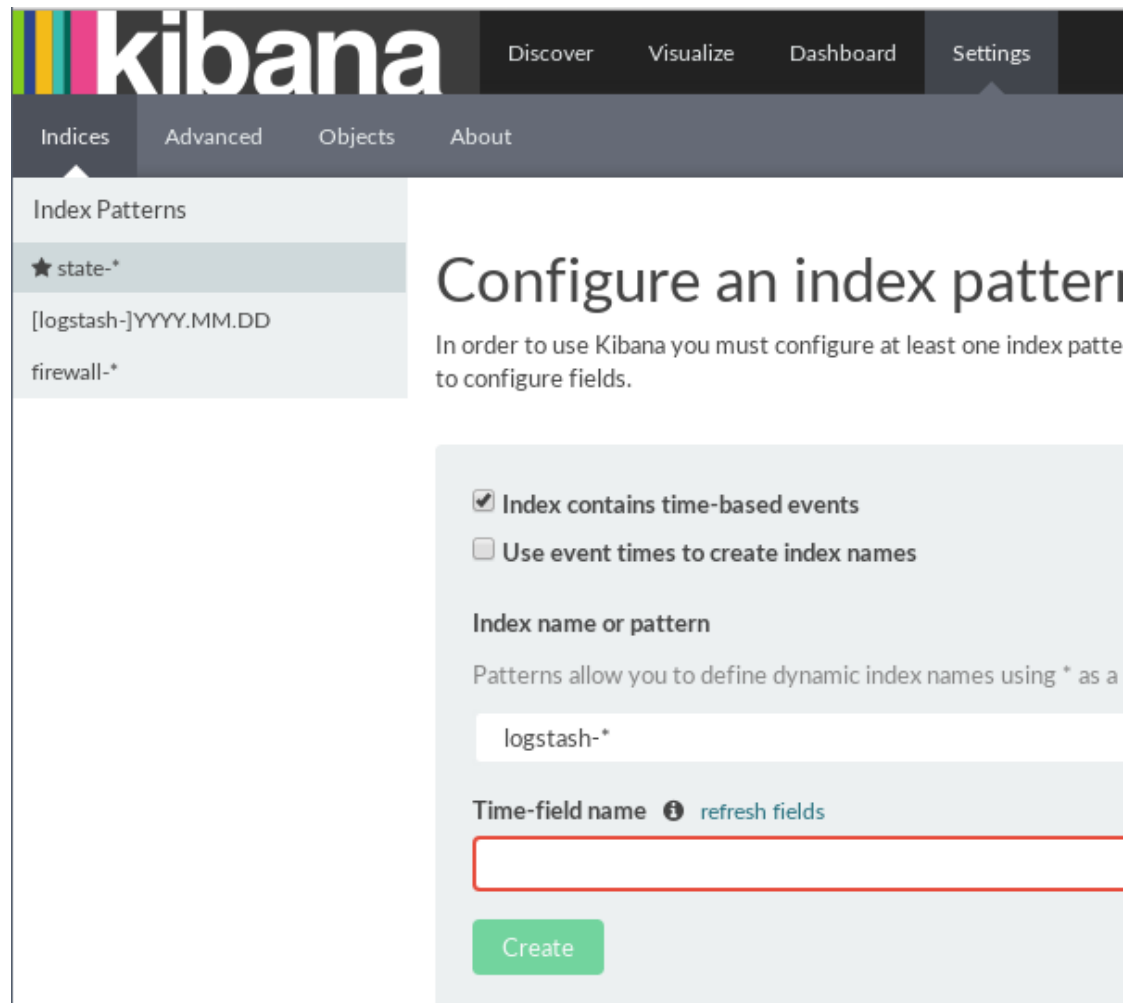 kibana
Discover Visualize Dashboard Settings
Indices Advanced Objects About
Index Patterns
★ state-*
[logstash-]YYYY.MM.DD
firewall-*
Configure an index pattern
In order to use Kibana you must configure at least one index patte
to configure fields.
Index contains time-based events
Use event times to create index names
Index name or pattern
Patterns allow you to define dynamic index names using * as a
logstash-*
Time-field name refresh fields
Create